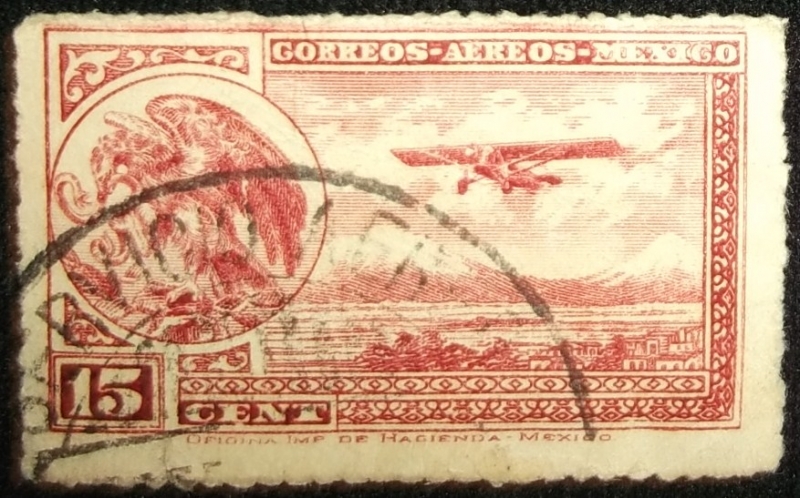 CORREOS-AEREOS-MEXICO
15
CENT
OFICINA IMP DE HACIENDA-MEXICO